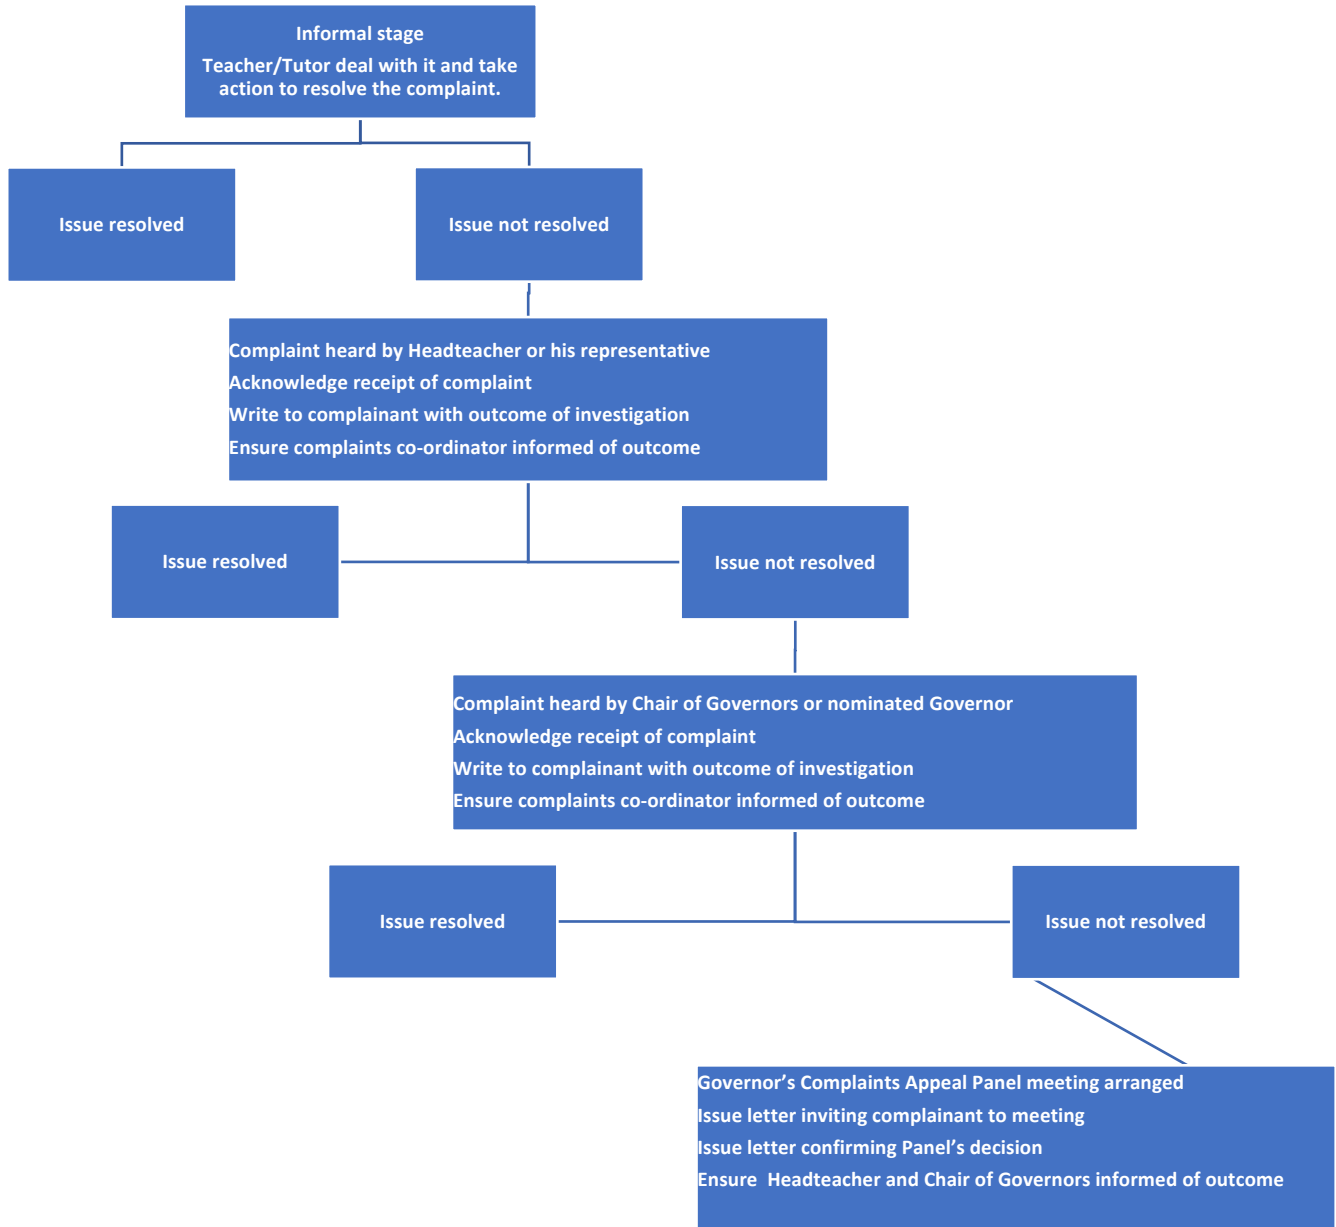 Informal stage
Teacher/Tutor deal with it and take
action to resolve the complaint.
Issue resolved
Issue not resolved
Complaint heard by Headteacher or his representative
Acknowledge receipt of complaint
Write to complainant with outcome of investigation
Ensure complaints co-ordinator informed of outcome
Issue resolved
Issue not resolved
Complaint heard by Chair of Governors or nominated Governor
Acknowledge receipt of complaint
Write to complainant with outcome of investigation
Ensure complaints co-ordinator informed of outcome
Issue resolved
Issue not resolved
Governor’s Complaints Appeal Panel meeting arranged
Issue letter inviting complainant to meeting
Issue letter confirming Panel’s decision
Ensure  Headteacher and Chair of Governors informed of outcome